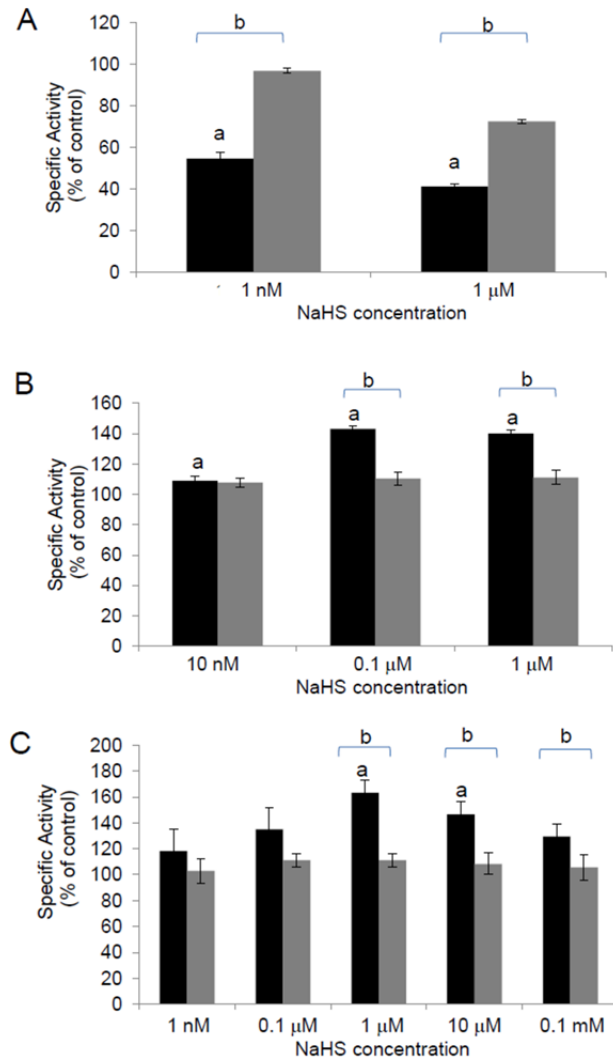 A
b
b
120
100
80
60
40
20
0
a
a
Specific Activity
(% of control)
1 nM
1 μM
NaHS concentration
B
b
b
160
140
120
100
80
60
40
20
0
a
a
a
Specific Activity
(% of control)
10 nM
0.1 μM
1 μM
NaHS concentration
C
b
b
b
200
180
160
140
120
100
80
60
40
20
0
a
a
Specific Activity
(% of control)
1 nM
0.1 μM
1 μM
10 μM
0.1 mM
NaHS concentration